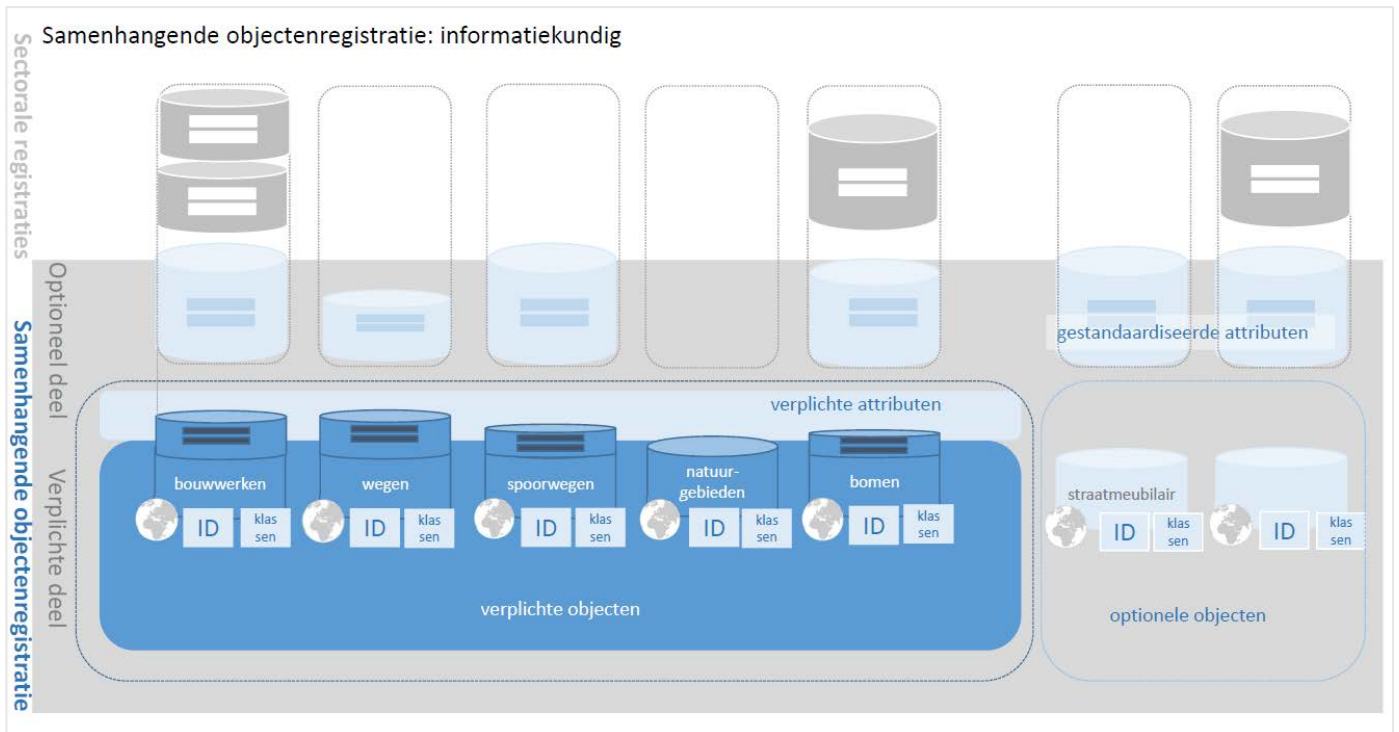 Samenhangende objectenregistratie: informatiekundig
Sectorale registraties
Samenhangende objectenregistratie
Optioneel deel
Verplichte deel
gestandaardiseerde attributen
verplichte attributen
bouwwerken
wegen
spoorwegen
natuur-
gebieden
bomen
straatmeubilair
ID
klas
sen
ID
klas
sen
ID
klas
sen
ID
klas
sen
ID
klas
sen
ID
klas
sen
ID
klas
sen
verplichte objecten
optionele objecten